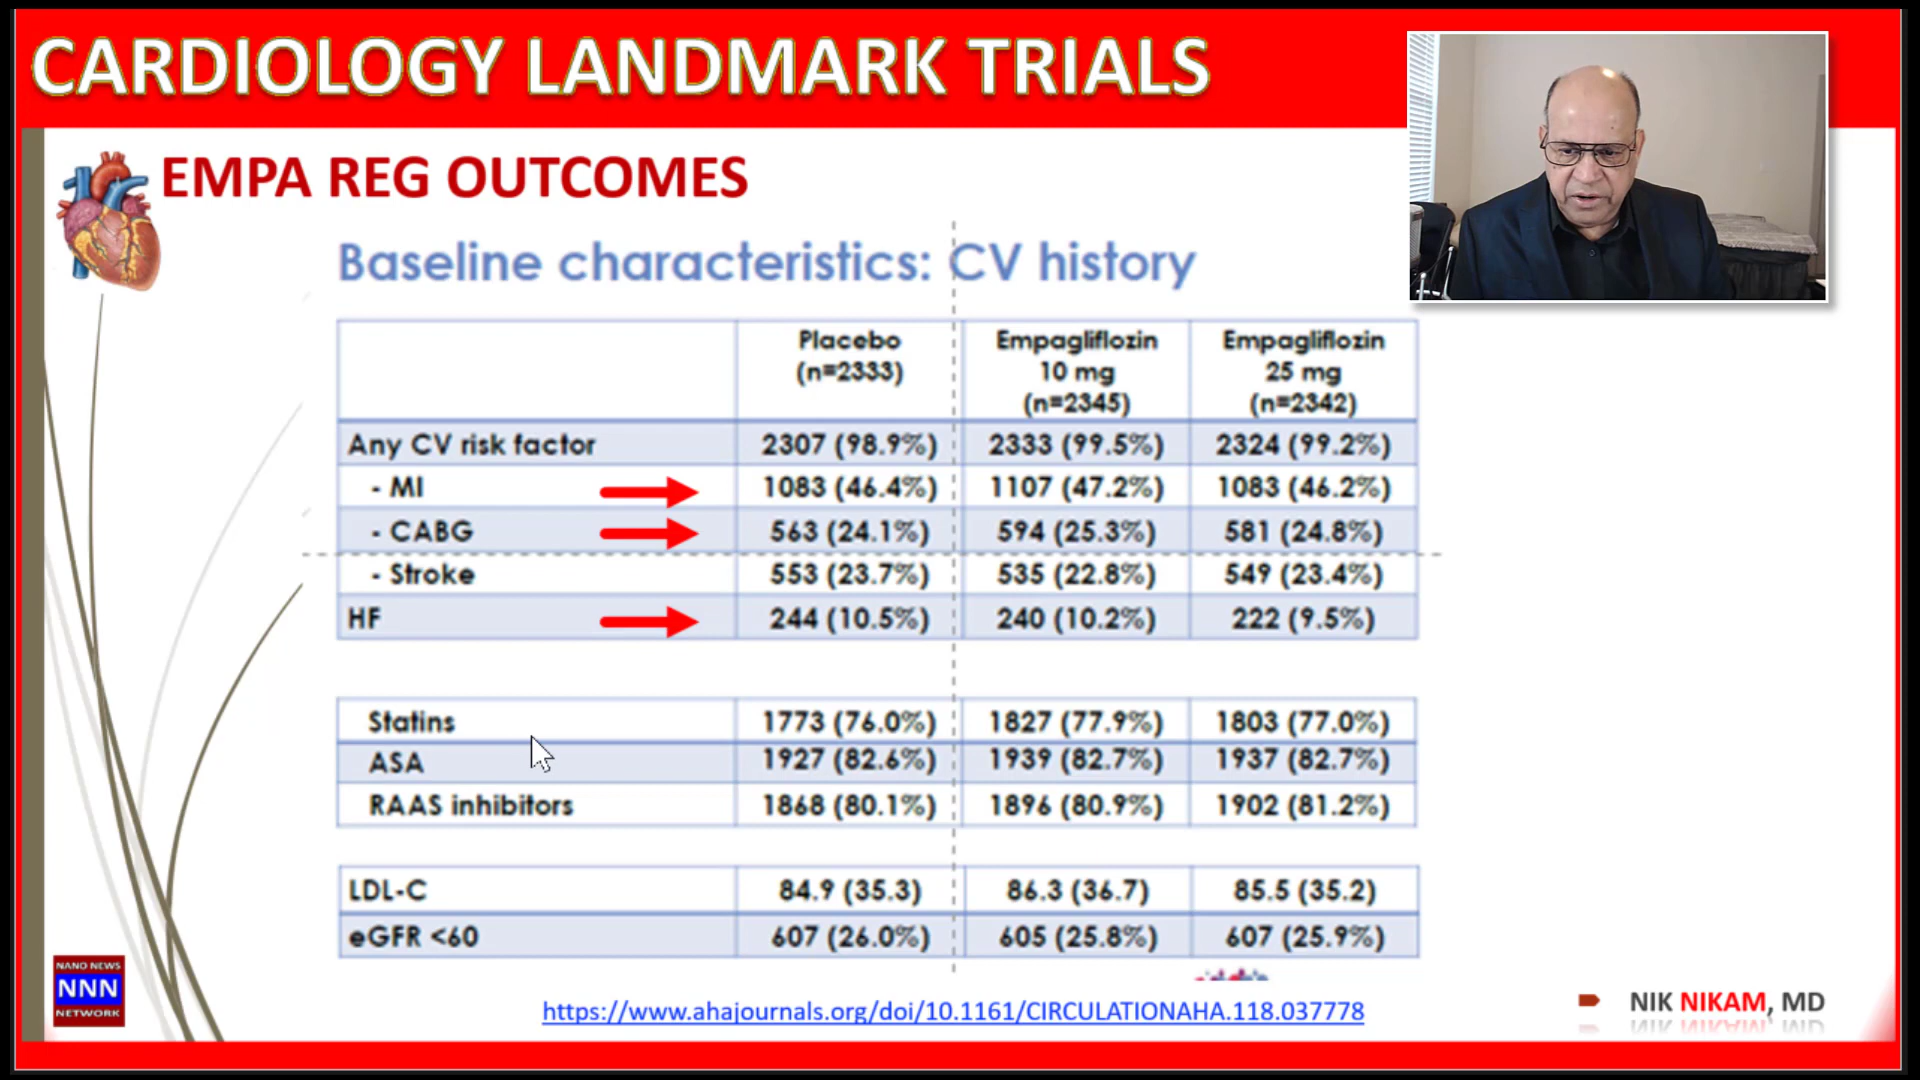 CARDIOLOGY LANDMARK TRIALS
EMPA REG OUTCOMES
Baseline characteristics: CV history
Placebo (n=2333) Empagliflozin 10 mg (n=2345) Empagliflozin 25 mg (n=2342)
Any CV risk factor 2307 (98.9%) 2333 (99.5%) 2324 (99.2%)
- MI 1083 (46.4%) 1107 (47.2%) 1083 (46.2%)
- CABG 563 (24.1%) 594 (25.3%) 581 (24.8%)
- Stroke 553 (23.7%) 535 (22.8%) 549 (23.4%)
HF 244 (10.5%) 240 (10.2%) 222 (9.5%)
Statins 1773 (76.0%) 1827 (77.9%) 1803 (77.0%)
ASA 1927 (82.6%) 1939 (82.7%) 1937 (82.7%)
RAAS inhibitors 1868 (80.1%) 1896 (80.9%) 1902 (81.2%)
LDL-C 84.9 (35.3) 86.3 (36.7) 85.5 (35.2)
eGFR <60 607 (26.0%) 605 (25.8%) 607 (25.9%)
NANO NEWS
NNN
NETWORK
https://www.ahajournals.org/doi/10.1161/CIRCULATIONAHA.118.037778
NIK NIKAM, MD